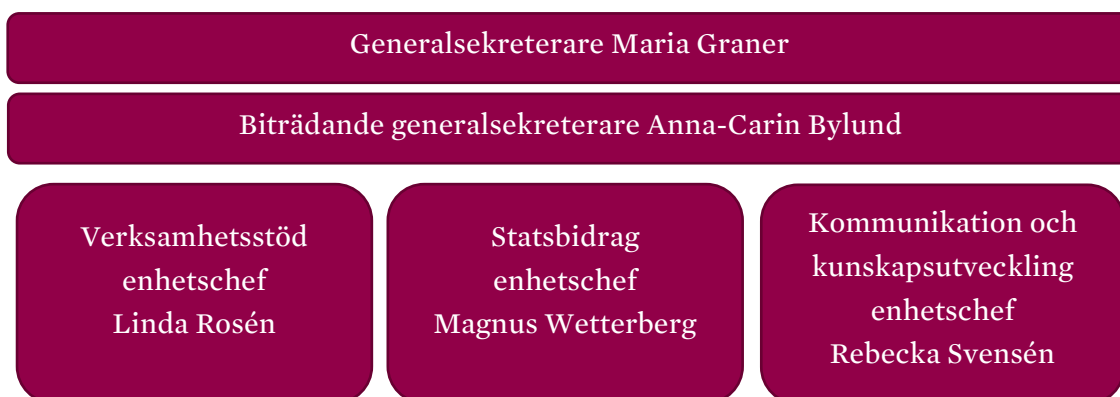 Generalsekreterare Maria Graner
Biträdande generalsekreterare Anna-Carin Bylund
Verksamhetsstöd
enhetschef
Linda Rosén
Statsbidrag
enhetschef
Magnus Wetterberg
Kommunikation och
kunskapsutveckling
enhetschef
Rebecka Svensén